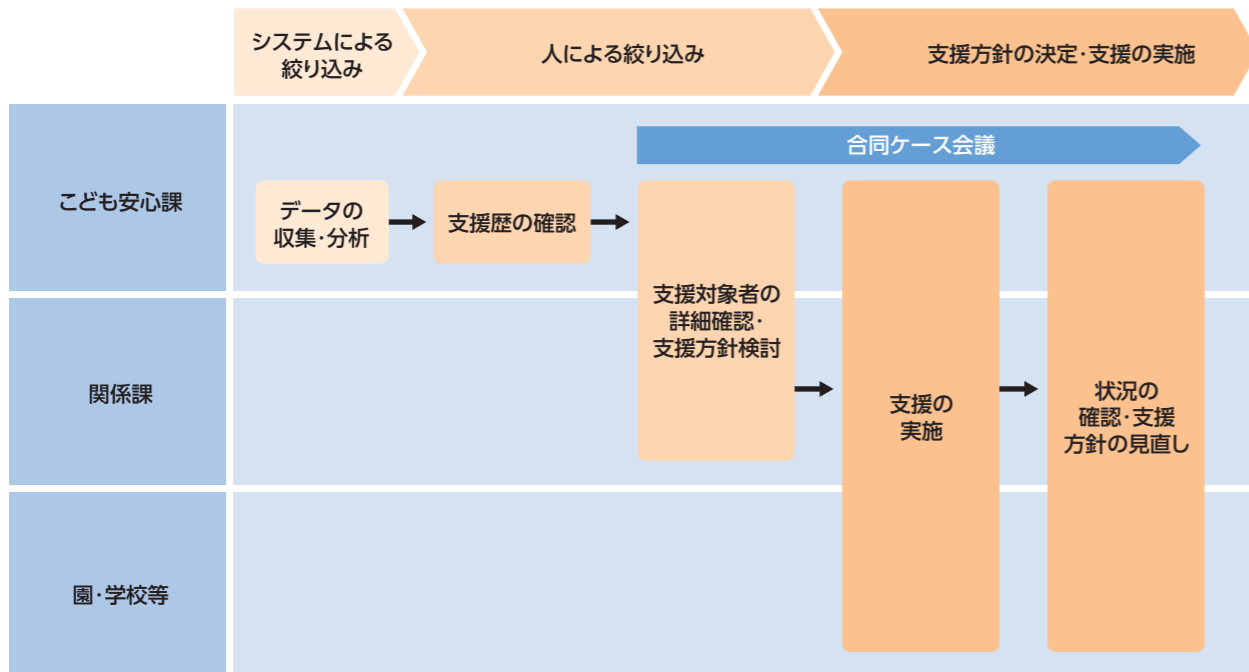 システムによる
絞り込み
人による絞り込み
支援方針の決定・支援の実施
こども安心課
合同ケース会議
データの
収集・分析
支援歴の確認
支援対象者の
詳細確認・
支援方針検討
関係課
支援の
実施
状況の
確認・支援
方針の見直し
園・学校等